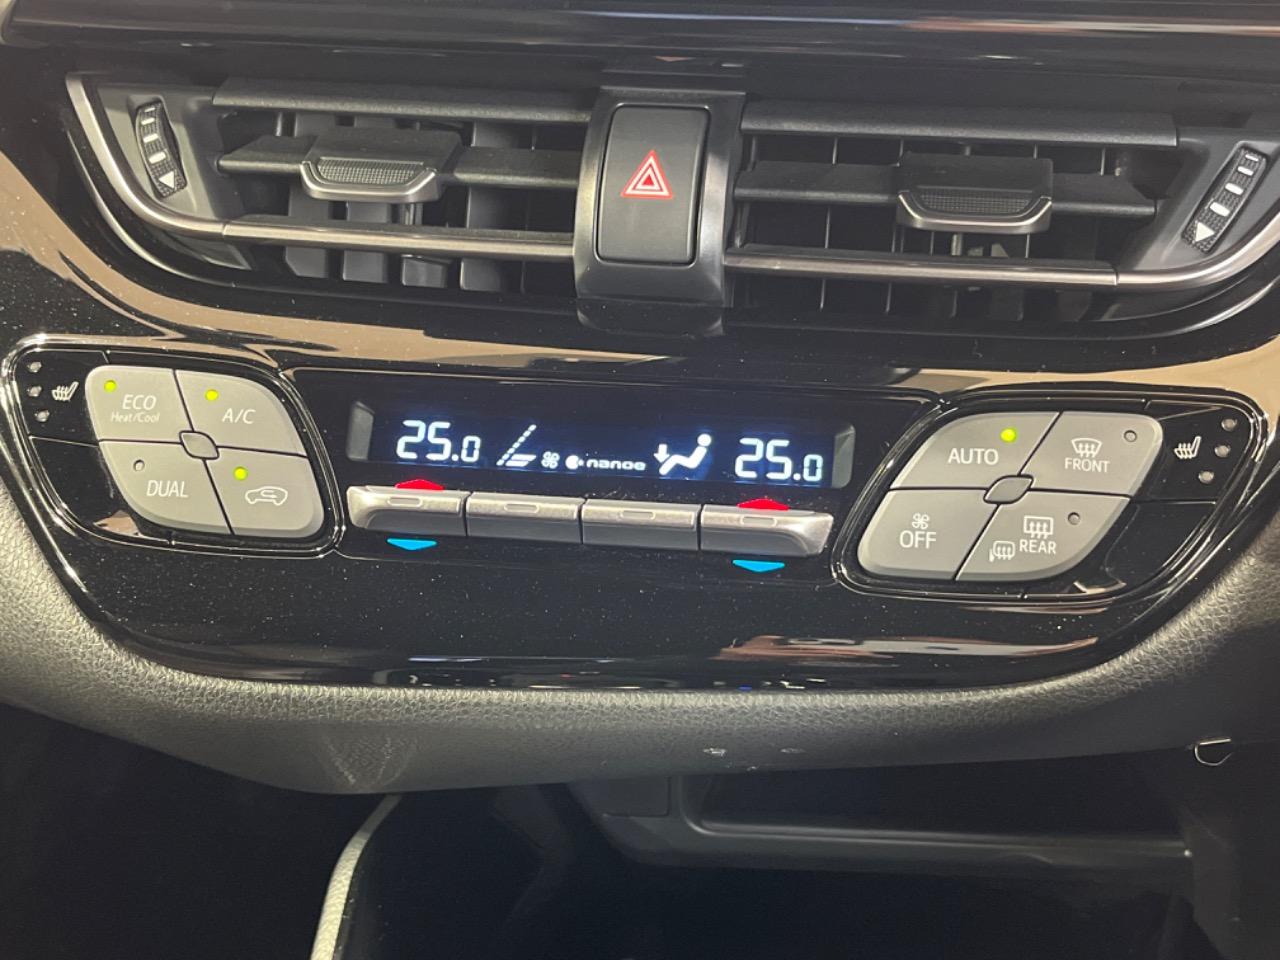 ECO
Heat/Cool
A/C
DUAL
25.0
nanoe
25.0
AUTO
FRONT
OFF
REAR